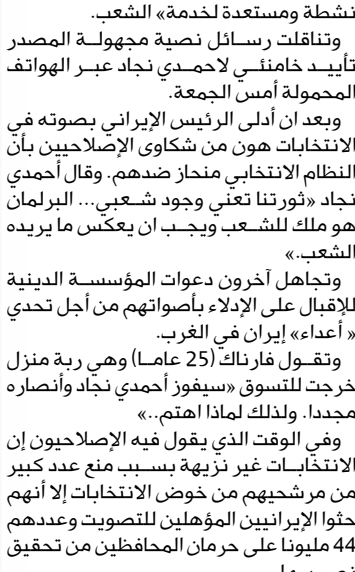 نشطة ومستعدة لخدمة» الشعب.
وتناقلت رسائل نصية مجهولة المصدر
تأييد خامنئي لاحمدي نجاد عبر الهواتف
المحمولة أمس الجمعة.
وبعد ان أدلى الرئيس الإيراني بصوته في
الانتخابات هون من شكاوى الإصلاحيين بأن
النظام الانتخابي منحاز ضدهم. وقال أحمدي
نجاد «ثورتنا تعني وجود شعبي... البرلمان
هو ملك للشعب ويجب ان يعكس ما يريده
الشعب.»
وتجاهل آخرون دعوات المؤسسة الدينية
للإقبال على الإدلاء بأصواتهم من أجل تحدي
« أعداء» إيران في الغرب.
وتقول فارناك (25 عاما) وهي ربة منزل
خرجت للتسوق «سيفوز أحمدي نجاد وأنصاره
مجددا. ولذلك لماذا اهتم..»
وفي الوقت الذي يقول فيه الإصلاحيون إن
الانتخابات غير نزيهة بسبب منع عدد كبير
من مرشحيهم من خوض الانتخابات إلا أنهم
حثوا الإيرانيين المؤهلين للتصويت وعددهم
44 مليونا على حرمان المحافظين من تحقيق